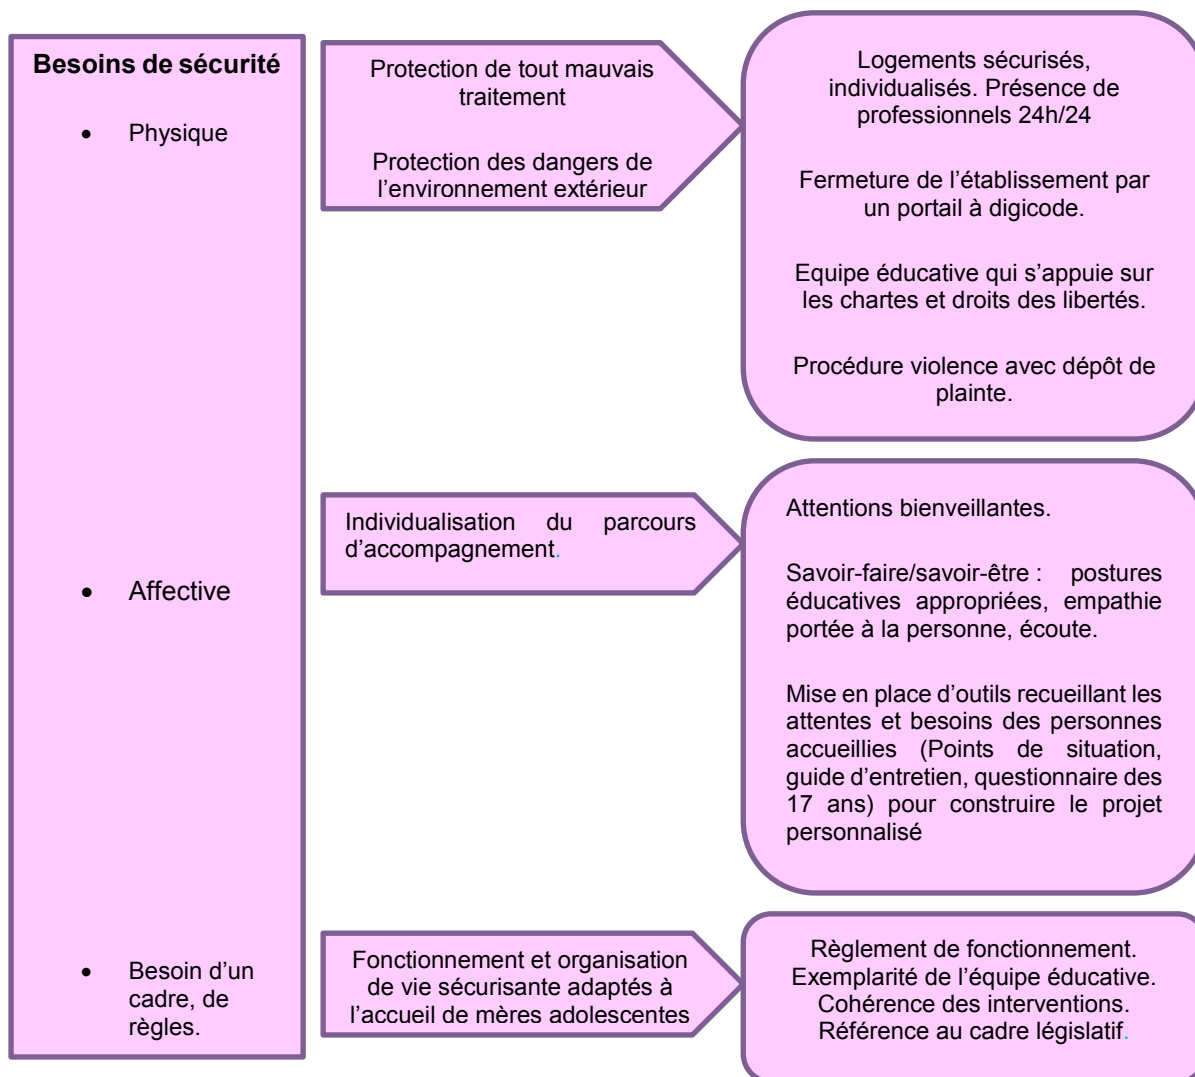 Besoins de sécurité
• Physique
Protection de tout mauvais
traitement
Protection des dangers de
l’environnement extérieur
Logements sécurisés,
individualisés. Présence de
professionnels 24h/24
Fermeture de l’établissement par
un portail à digicode.
Equipe éducative qui s’appuie sur
les chartes et droits des libertés.
Procédure violence avec dépôt de
plainte.
• Affective
Individualisation du parcours
d’accompagnement.
Attentions bienveillantes.
Savoir-faire/savoir-être : postures
éducatives appropriées, empathie
portée à la personne, écoute.
Mise en place d’outils recueillant les
attentes et besoins des personnes
accueillies (Points de situation,
guide d’entretien, questionnaire des
17 ans) pour construire le projet
personnalisé
• Besoin d’un
cadre, de
règles.
Fonctionnement et organisation
de vie sécurisante adaptés à
l’accueil de mères adolescentes
Règlement de fonctionnement.
Exemplarité de l’équipe éducative.
Cohérence des interventions.
Référence au cadre législatif.